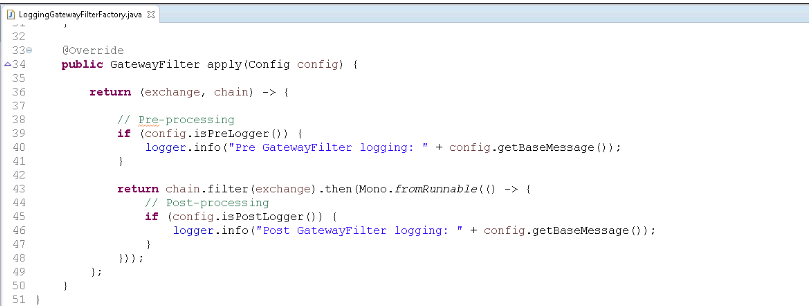 LoggingGatewayFilterFactory.java
32
33 @Override
34 public GatewayFilter apply(Config config) {
35
36 return (exchange, chain) -> {
37
38 // Pre-processing
39 if (config.isPreLogger()) {
40 logger.info("Pre GatewayFilter logging: " + config.getBaseMessage());
41 }
42
43 return chain.filter(exchange).then(Mono.fromRunnable(() -> {
44 // Post-processing
45 if (config.isPostLogger()) {
46 logger.info("Post GatewayFilter logging: " + config.getBaseMessage());
47 }
48 }));
49 };
50 }
51 }